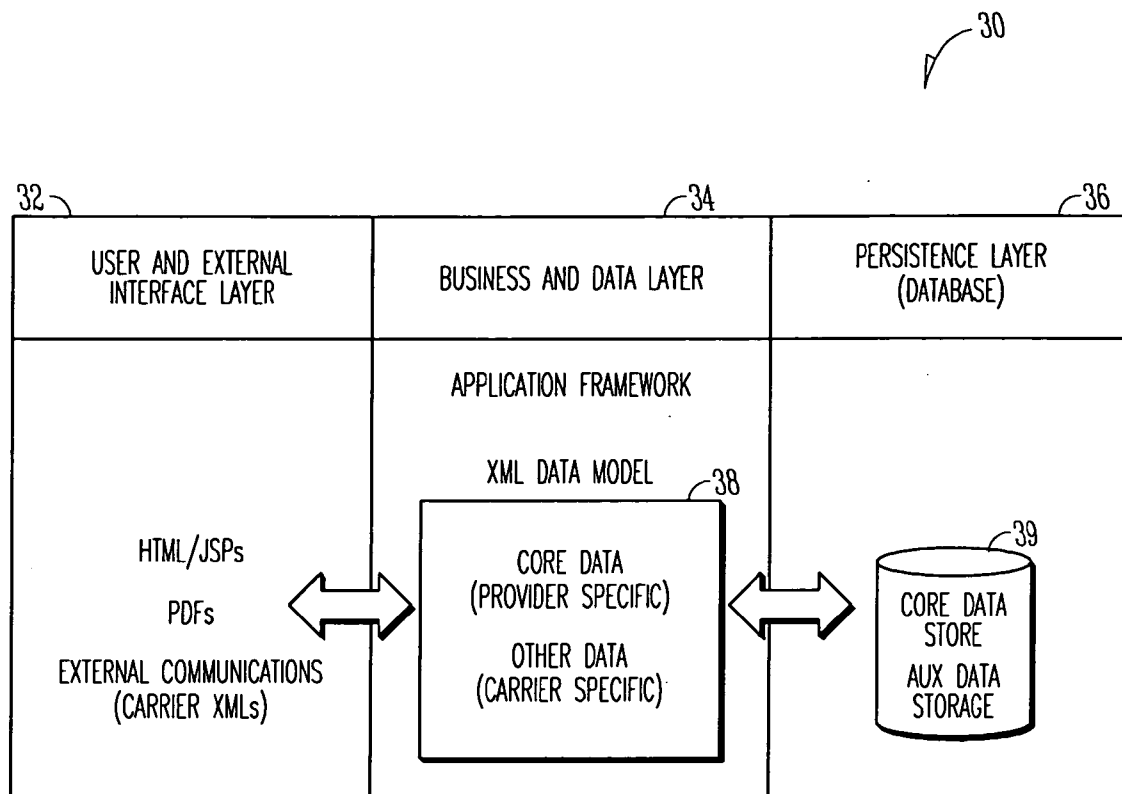 30
32
34
36
USER AND EXTERNAL
INTERFACE LAYER
BUSINESS AND DATA LAYER
PERSISTENCE LAYER
(DATABASE)
APPLICATION FRAMEWORK
XML DATA MODEL
38
HTML/JSPs
PDFs
EXTERNAL COMMUNICATIONS
(CARRIER XMLs)
CORE DATA
(PROVIDER SPECIFIC)
OTHER DATA
(CARRIER SPECIFIC)
39
CORE DATA
STORE
AUX DATA
STORAGE